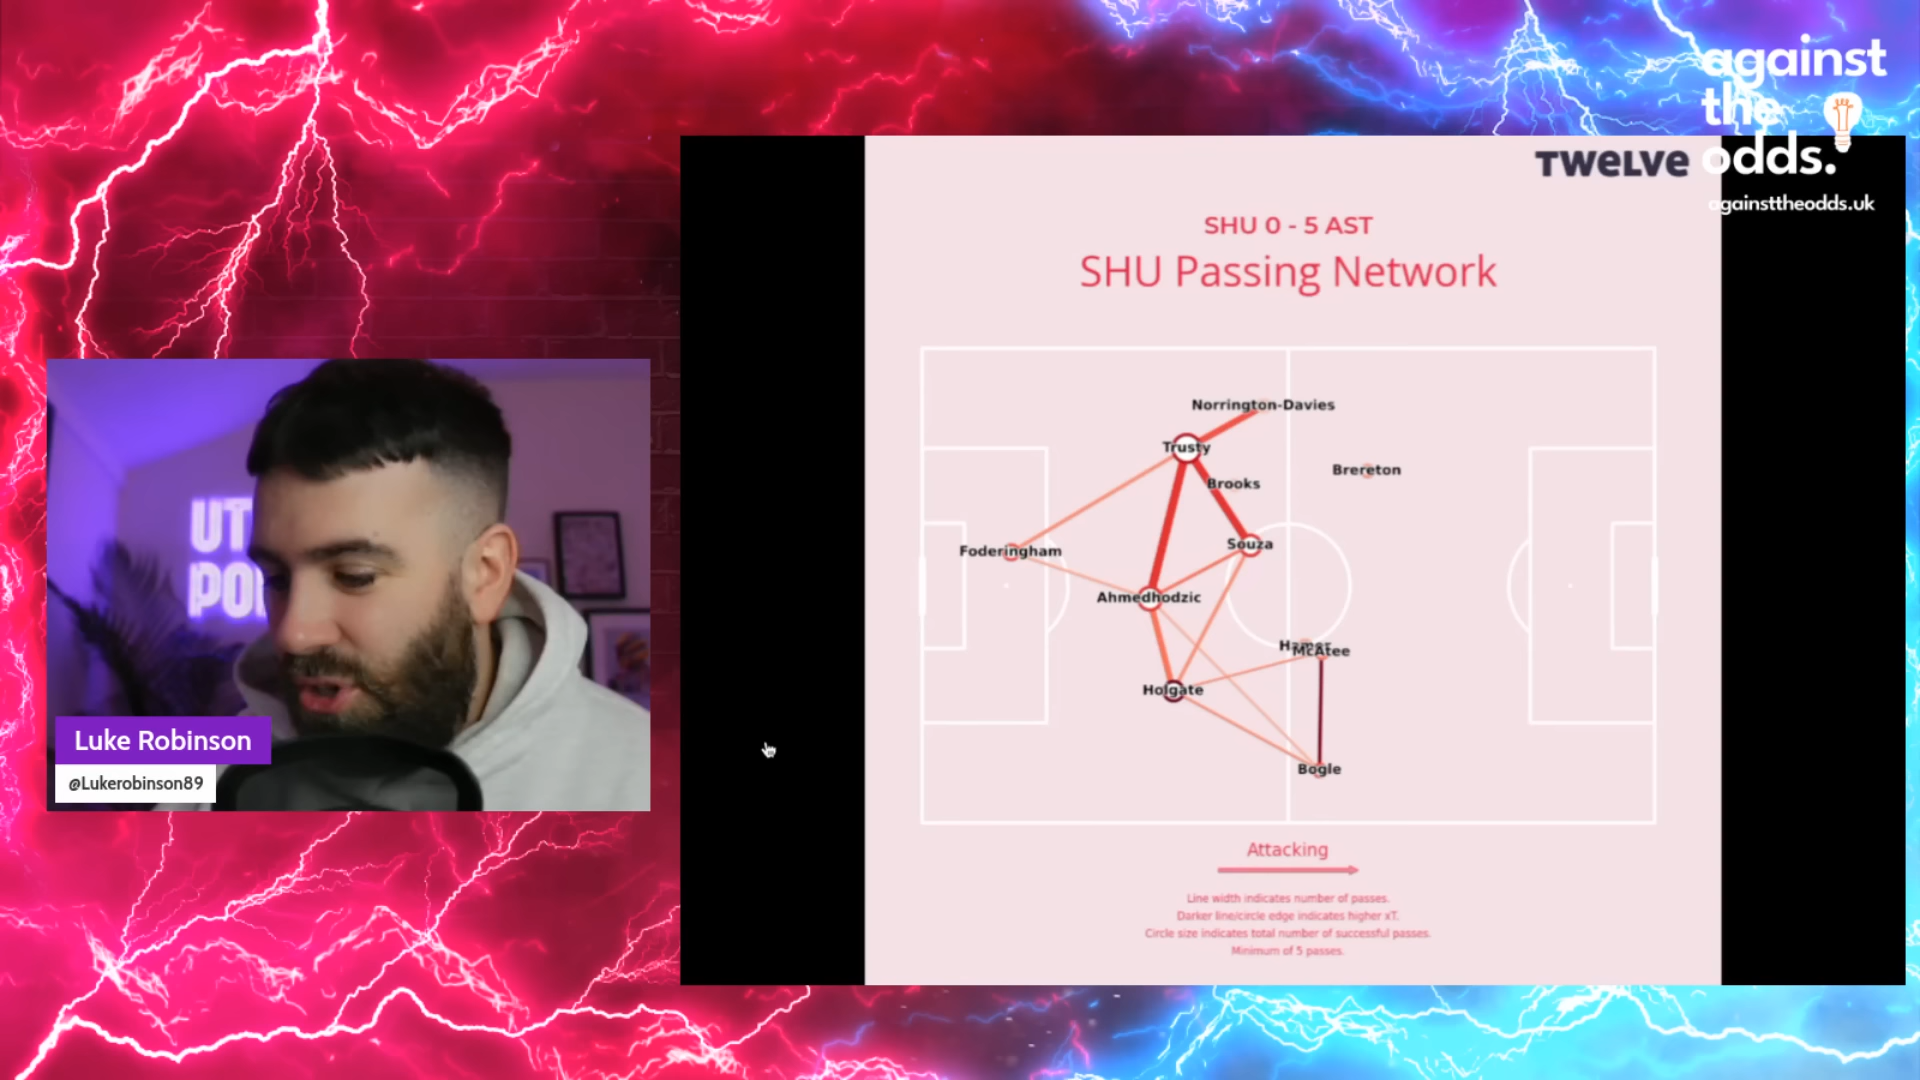 against
the
odds.
againsttheodds.uk
TWELVE
SHU 0 - 5 AST
SHU Passing Network
Norrington-Davies
Trusty
Brereton
Brooks
Souza
Foderingham
Ahmedhodzic
Hamer
McAtee
Holgate
Bogle
Attacking
Line width indicates number of passes.
Darker line/circle edge indicates higher xT.
Circle size indicates total number of successful passes.
Minimum of 5 passes.
UT
PO
Luke Robinson
@Lukerobinson89